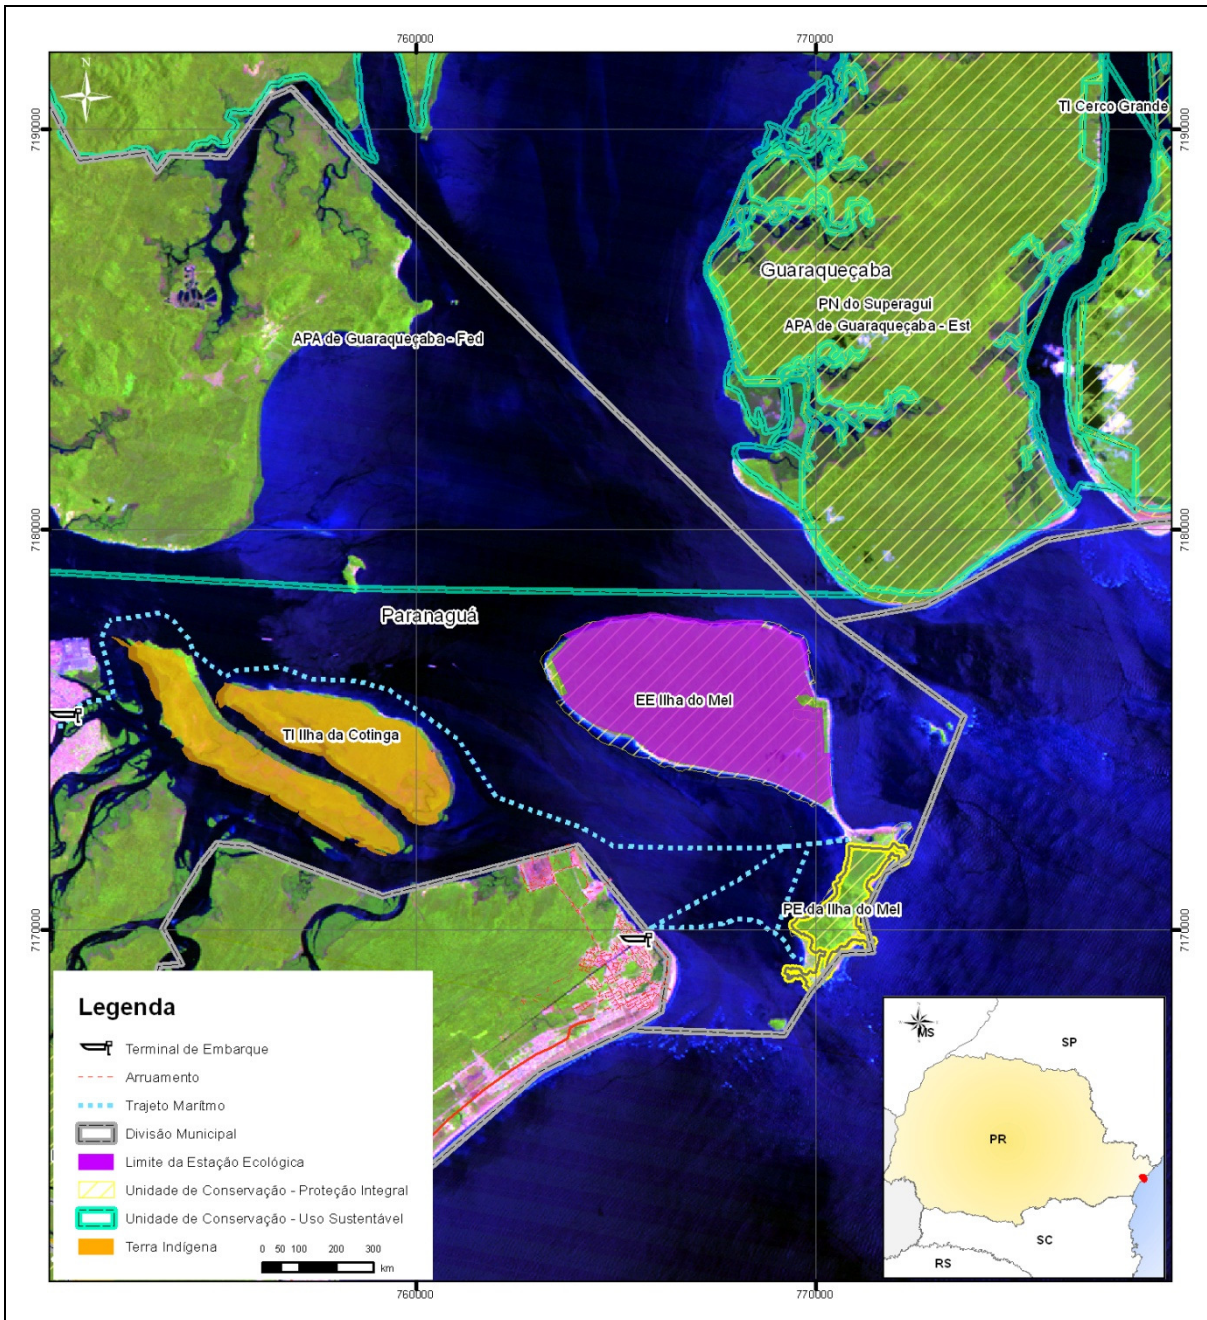 760000
770000
N
7190000
7190000
TI Cerco Grande
Guaraqueçaba
PN do Superagui
APA de Guaraqueçaba - Est
APA de Guaraqueçaba - Fed
7180000
7180000
Paranaguá
EE Ilha do Mel
TI Ilha da Cotinga
PE da Ilha do Mel
7170000
7170000
Legenda
Terminal de Embarque
Arruamento
Trajeto Marítmo
Divisão Municipal
Limite da Estação Ecológica
Unidade de Conservação - Proteção Integral
Unidade de Conservação - Uso Sustentável
Terra Indígena
0 50 100 200 300
km
MS
SP
PR
SC
RS
760000
770000